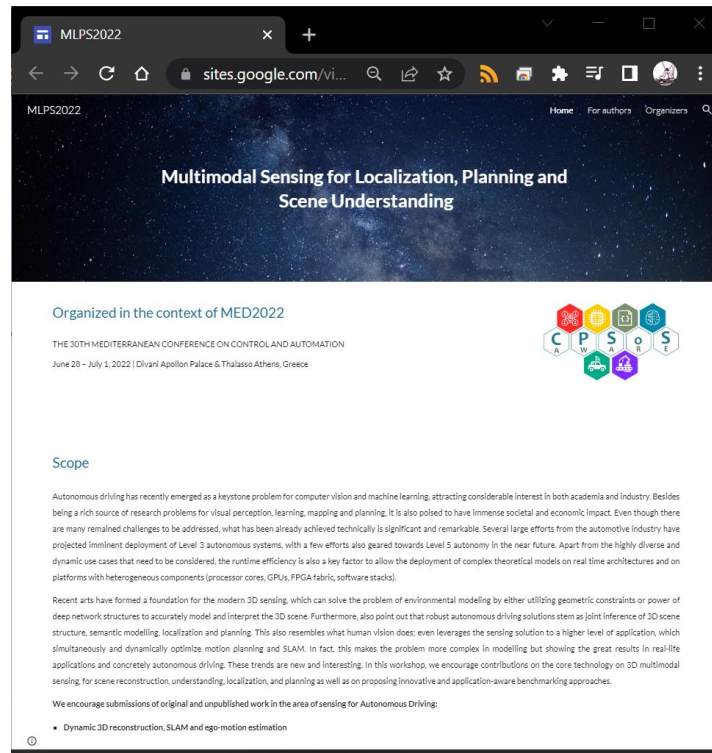 MLPS2022
sites.google.com/vi...
MLPS2022
Home For authors Organizers
Multimodal Sensing for Localization, Planning and
Scene Understanding
Organized in the context of MED2022
THE 30TH MEDITERRANEAN CONFERENCE ON CONTROL AND AUTOMATION
June 28 – July 1, 2022 | Divani Apollon Palace & Thalasso Athens, Greece
C P S o S
A W A R E
Scope
Autonomous driving has recently emerged as a keystone problem for computer vision and machine learning, attracting considerable interest in both academia and industry. Besides
being a rich source of research problems for visual perception, learning, mapping and planning, it is also poised to have immense societal and economic impact. Even though there
are many remained challenges to be addressed, what has been already achieved technically is significant and remarkable. Several large efforts from the automotive industry have
projected imminent deployment of Level 3 autonomous systems, with a few efforts also geared towards Level 5 autonomy in the near future. Apart from the highly diverse and
dynamic use cases that need to be considered, the runtime efficiency is also a key factor to allow the deployment of complex theoretical models on real time architectures and on
platforms with heterogeneous components (processor cores, GPUs, FPGA fabric, software stacks).
Recent arts have formed a foundation for the modern 3D sensing, which can solve the problem of environmental modeling by either utilizing geometric constraints or power of
deep network structures to accurately model and interpret the 3D scene. Furthermore, also point out that robust autonomous driving solutions stem as joint inference of 3D scene
structure, semantic modelling, localization and planning. This also resembles what human vision does; even leverages the sensing solution to a higher level of application, which
simultaneously and dynamically optimize motion planning and SLAM. In fact, this makes the problem more complex in modelling but showing the great results in real-life
applications and concretely autonomous driving. These trends are new and interesting. In this workshop, we encourage contributions on the core technology on 3D multimodal
sensing, for scene reconstruction, understanding, localization, and planning as well as on proposing innovative and application-aware benchmarking approaches.
We encourage submissions of original and unpublished work in the area of sensing for Autonomous Driving:
▪ Dynamic 3D reconstruction, SLAM and ego-motion estimation